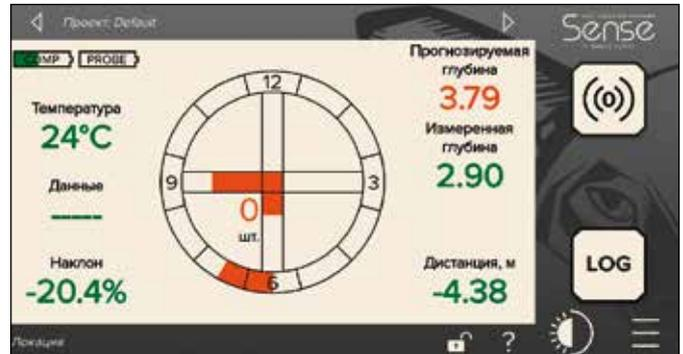 Проект: Default
Sense
COMP
PROBE
Температура
24°C
Данные
-----
Наклон
-20.4%
12
3
6
9
0
шт.
Прогнозируемая
глубина
3.79
Измеренная
глубина
2.90
Дистанция, м
-4.38
((0))
LOG
Локация
?